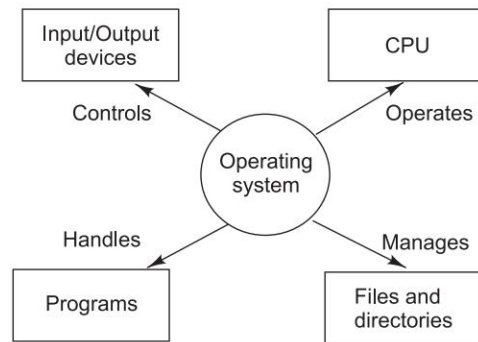 Input/Output
devices
CPU
Controls
Operates
Operating
system
Handles
Manages
Programs
Files and
directories